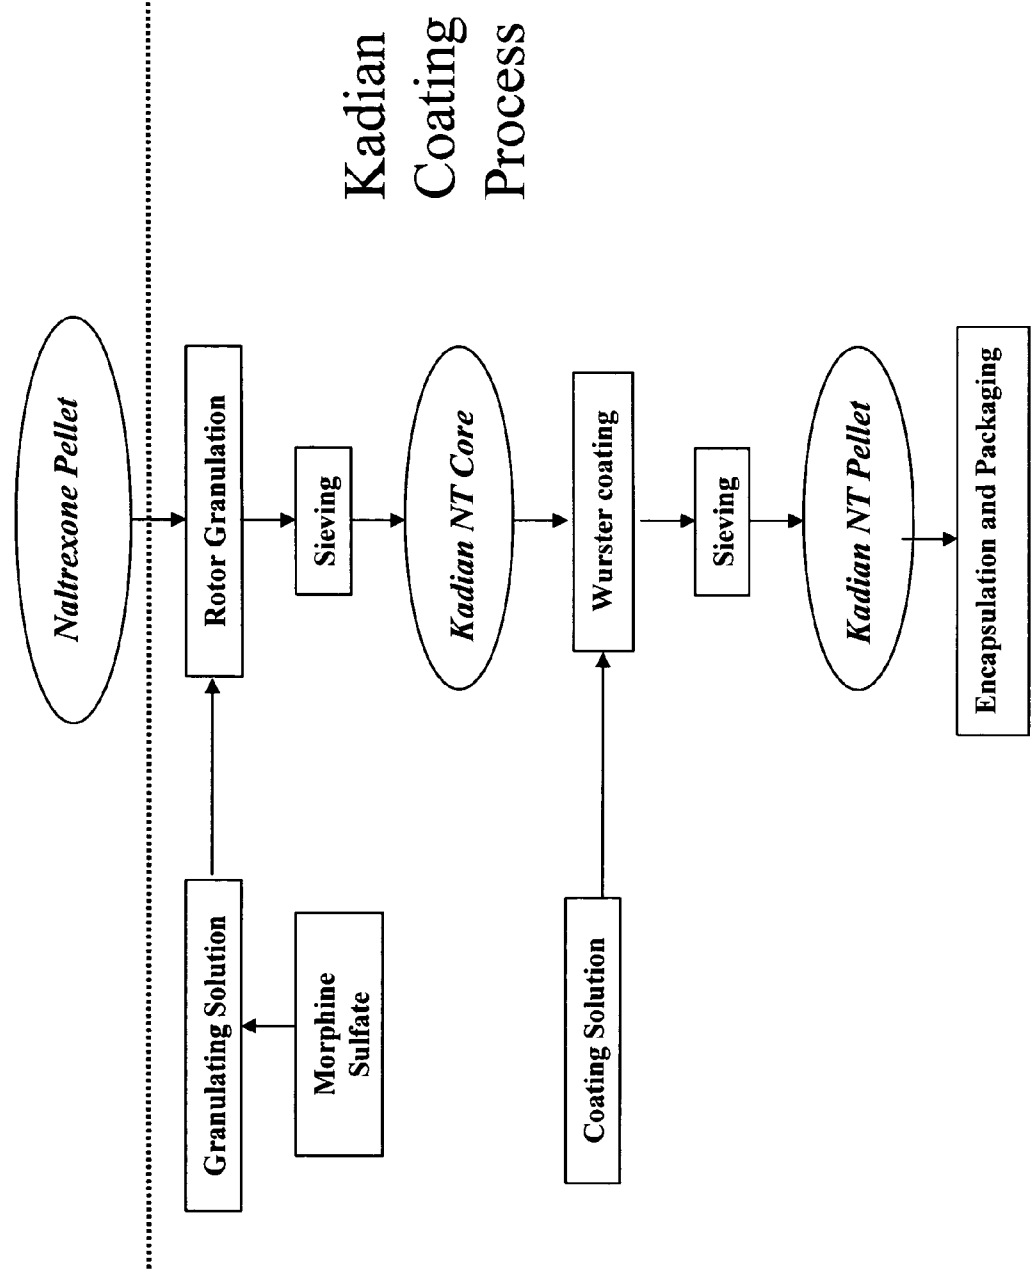 Naltrexone Pellet
Granulating Solution
Rotor Granulation
Morphine
Sulfate
Sieving
Kadian
Coating
Process
Kadian NT Core
Coating Solution
Wurster coating
Sieving
Kadian NT Pellet
Encapsulation and Packaging